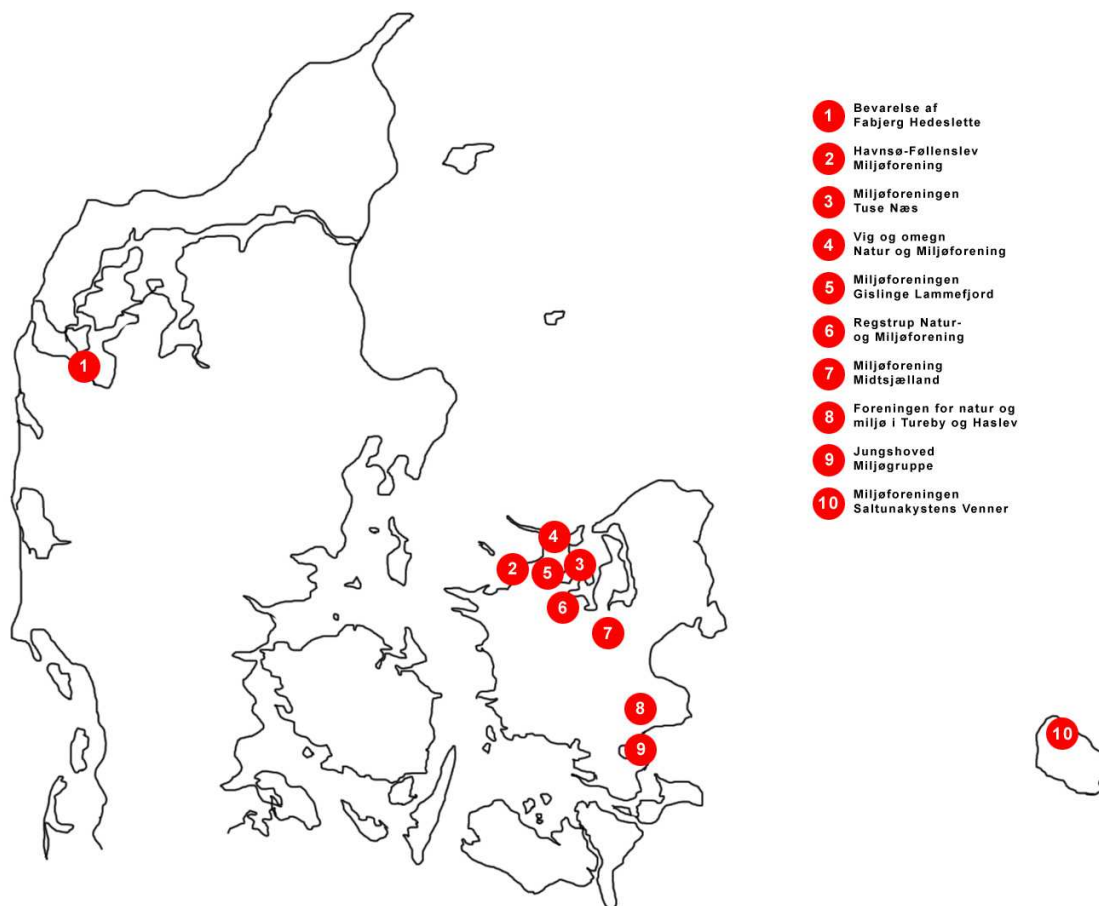 1 Bevarelse af
Fabjerg Hedeslette
2 Havnsø-Føllenslev
Miljøforening
3 Miljøforeningen
Tuse Næs
4 Vig og omegn
Natur og Miljøforening
5 Miljøforeningen
Gislinge Lammefjord
6 Regstrup Natur-
og Miljøforening
7 Miljøforening
Midtsjælland
8 Foreningen for natur og
miljø i Tureby og Haslev
9 Jungshoved
Miljøgruppe
10 Miljøforeningen
Saltunakystens Venner
1
4
2
5
3
6
7
8
9
10